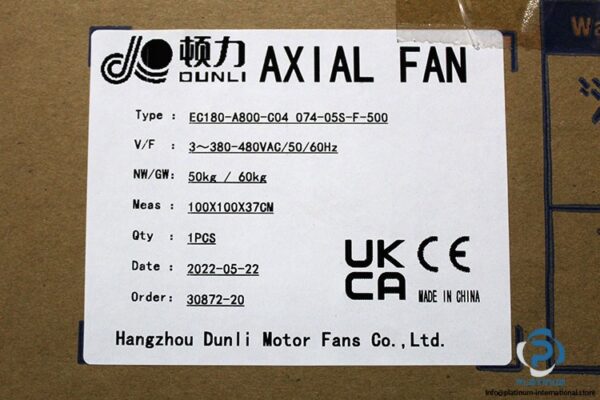 顿力
DUNLI
AXIAL FAN
Type : EC180-A800-C04 074-05S-F-500
V/F : 3~380-480VAC/50/60Hz
NW/GW: 50kg / 60kg
Meas : 100X100X37CM
Qty : 1PCS
Date : 2022-05-22
Order: 30872-20
UK
CA
CE
MADE IN CHINA
Hangzhou Dunli Motor Fans Co.,Ltd.
PLATINUM
info@platinum-international.store